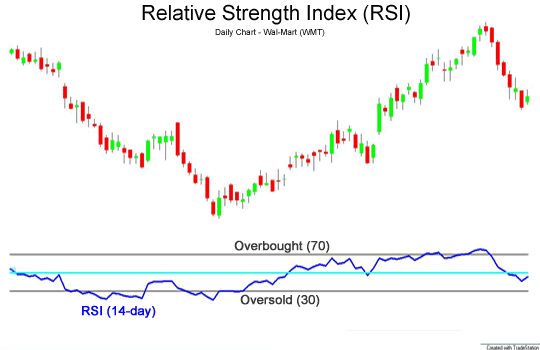 Relative Strength Index (RSI)
Daily Chart - Wal-Mart (WMT)
Overbought (70)
Oversold (30)
RSI (14-day)
Created with TradeStation